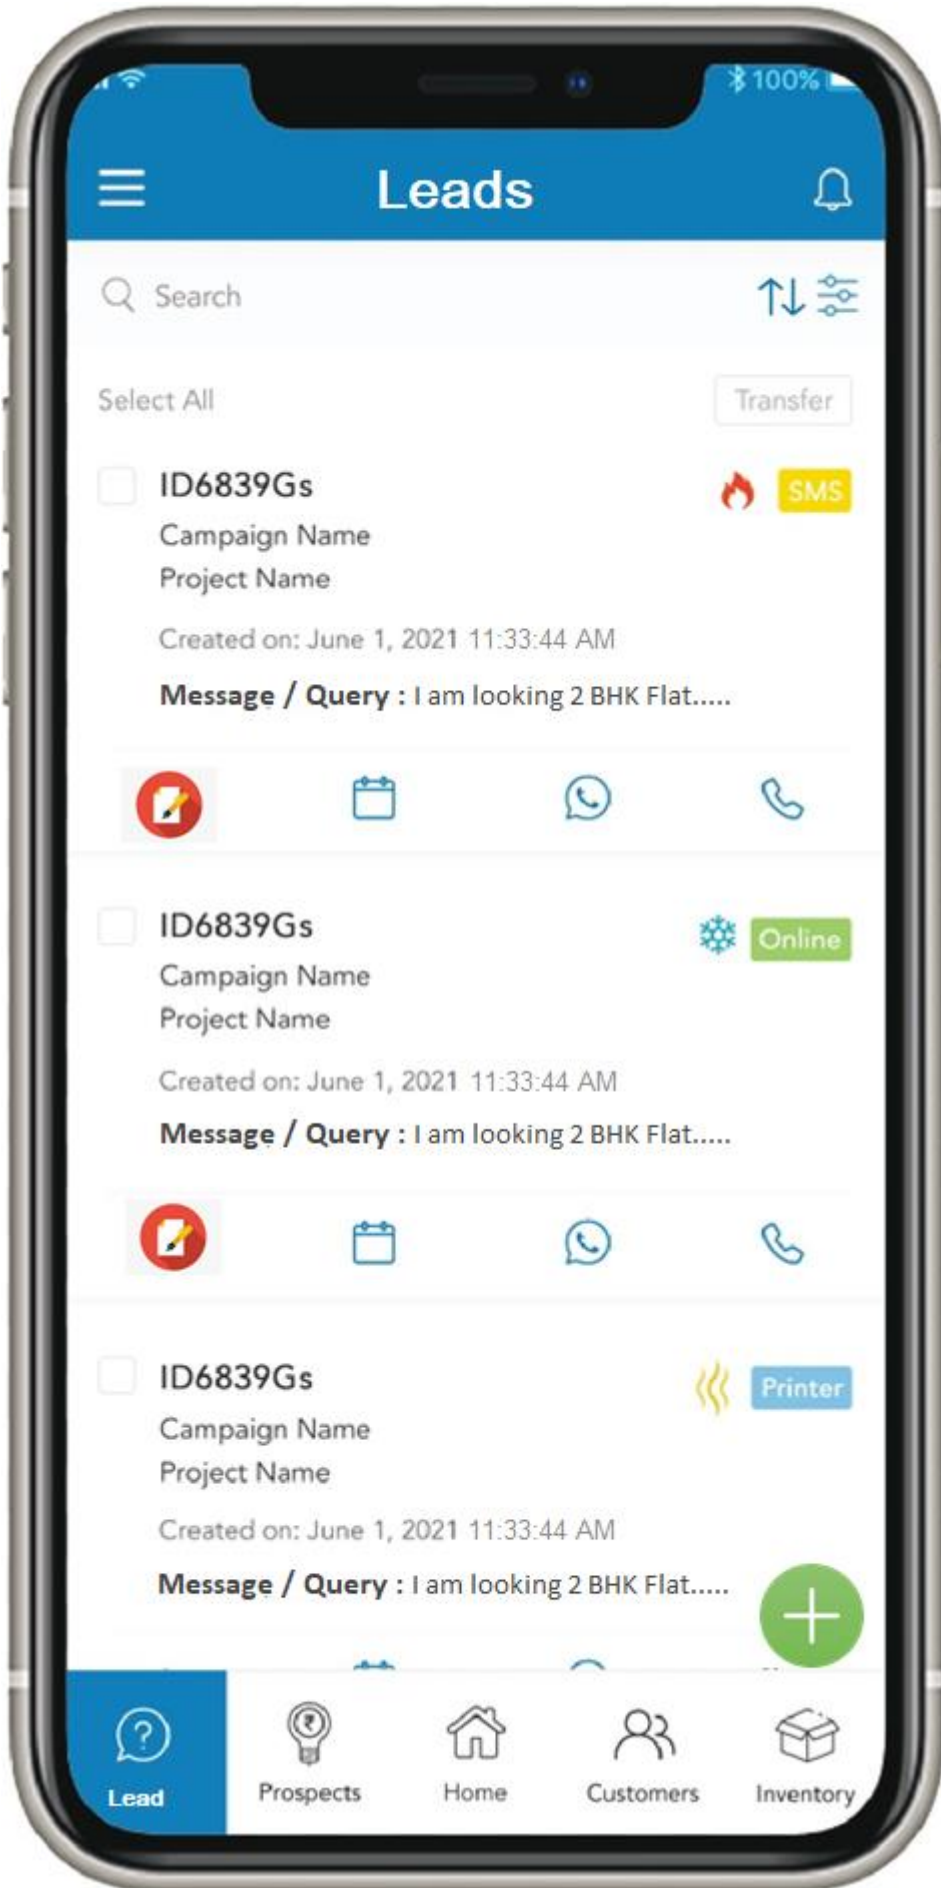 100%
Leads
Search
Select All
Transfer
ID6839Gs
SMS
Campaign Name
Project Name
Created on: June 1, 2021 11:33:44 AM
Message / Query : I am looking 2 BHK Flat.....
ID6839Gs
Online
Campaign Name
Project Name
Created on: June 1, 2021 11:33:44 AM
Message / Query : I am looking 2 BHK Flat.....
ID6839Gs
Printer
Campaign Name
Project Name
Created on: June 1, 2021 11:33:44 AM
Message / Query : I am looking 2 BHK Flat.....
Lead
Prospects
Home
Customers
Inventory